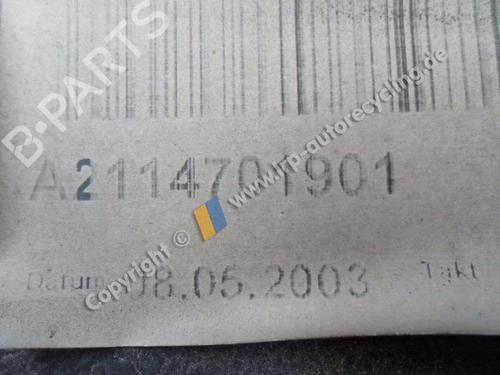 B-PARTS
A2114701901
Datum 08.05.2003 Takt
Copyright © www.lrp-autorecycling.de